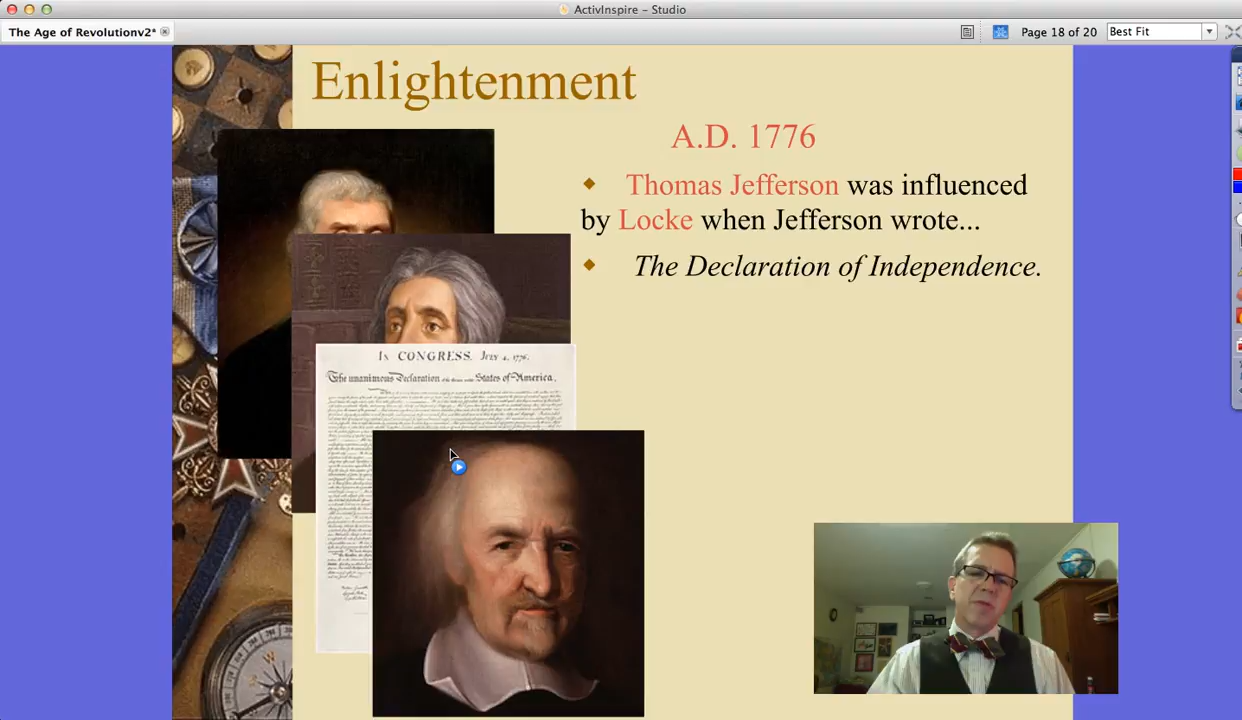 ActivInspire – Studio
The Age of Revolutionv2*
Page 18 of 20
Best Fit
Enlightenment
A.D. 1776
Thomas Jefferson was influenced
by Locke when Jefferson wrote...
The Declaration of Independence.
In CONGRESS, July 4, 1776.
The unanimous Declaration of the thirteen united States of America,